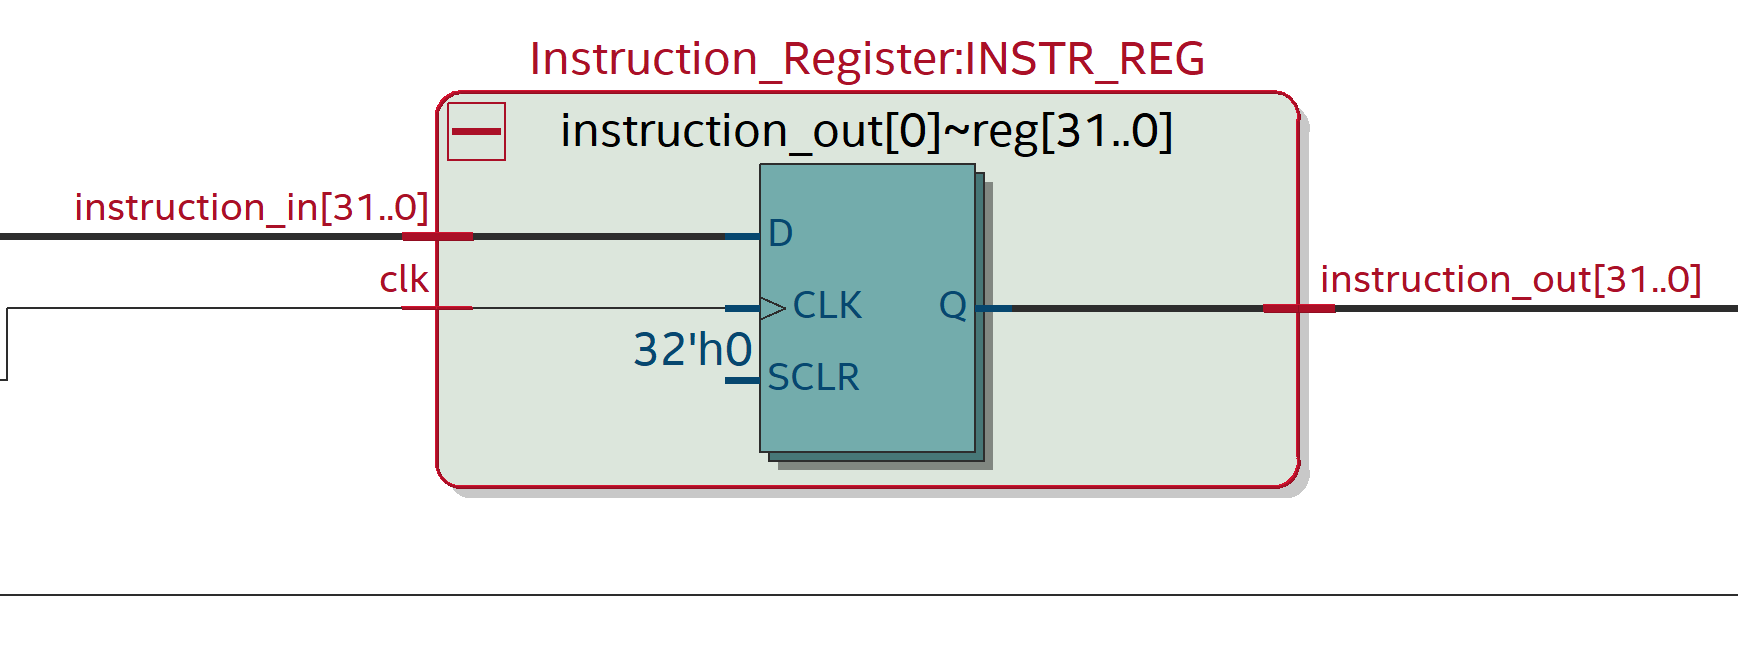 Instruction_Register:INSTR_REG
instruction_out[0]~reg[31..0]
instruction_in[31..0]
D
clk
CLK
Q
instruction_out[31..0]
32'h0
SCLR